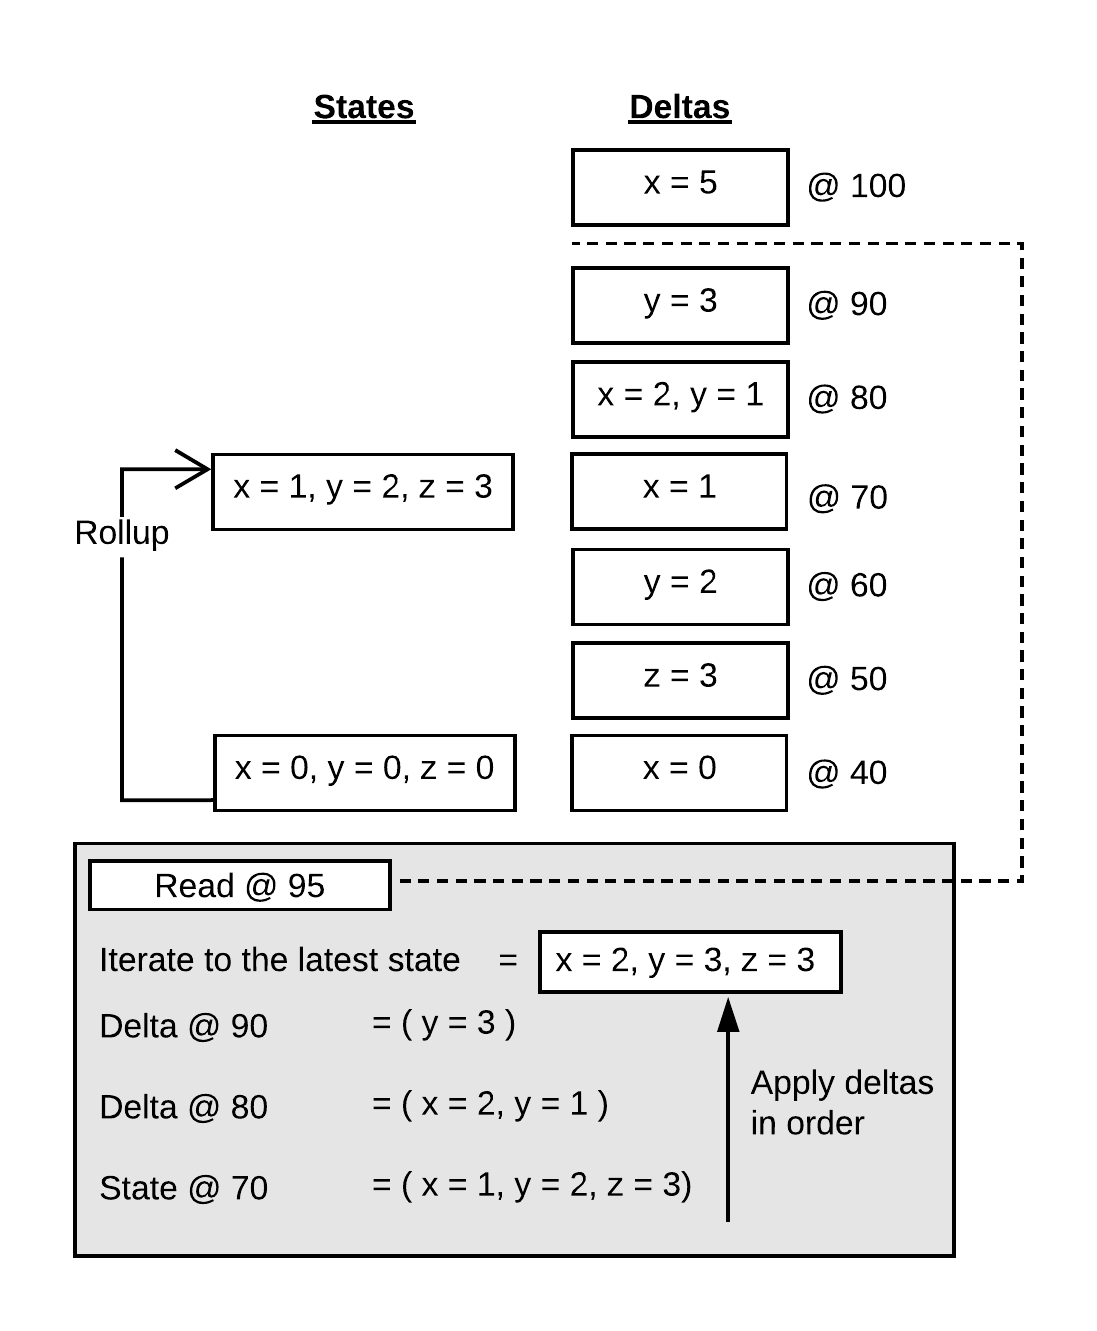 States
Deltas
x = 5
@ 100
y = 3
@ 90
x = 2, y = 1
@ 80
x = 1, y = 2, z = 3
x = 1
@ 70
Rollup
y = 2
@ 60
z = 3
@ 50
x = 0, y = 0, z = 0
x = 0
@ 40
Read @ 95
Iterate to the latest state = x = 2, y = 3, z = 3
Delta @ 90 = ( y = 3 )
Delta @ 80 = ( x = 2, y = 1 )
Apply deltas
in order
State @ 70 = ( x = 1, y = 2, z = 3)